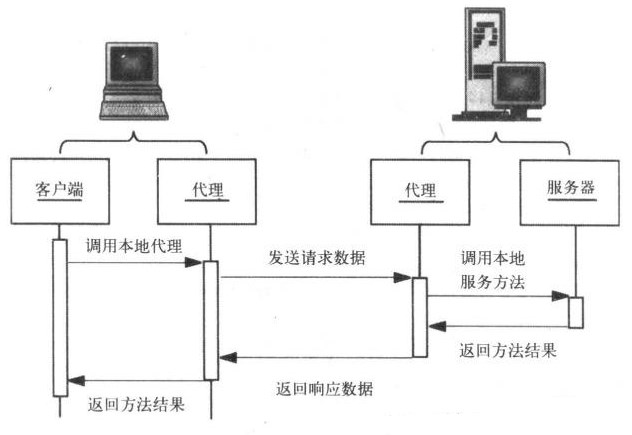 客户端
代理
代理
服务器
调用本地代理
发送请求数据
调用本地
服务方法
返回方法结果
返回响应数据
返回方法结果